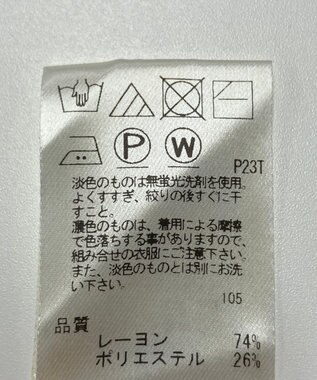 P W
P23T
淡色のものは無蛍光洗剤を使用。
よくすすぎ、絞りの後すぐに干
すこと。
濃色のものは、着用による摩擦
で色落ちする事がありますので、
組み合せの衣服にご注意下さい。
また、淡色のものとは別にお洗
い下さい。
105
品質
レーヨン 74%
ポリエステル 26%